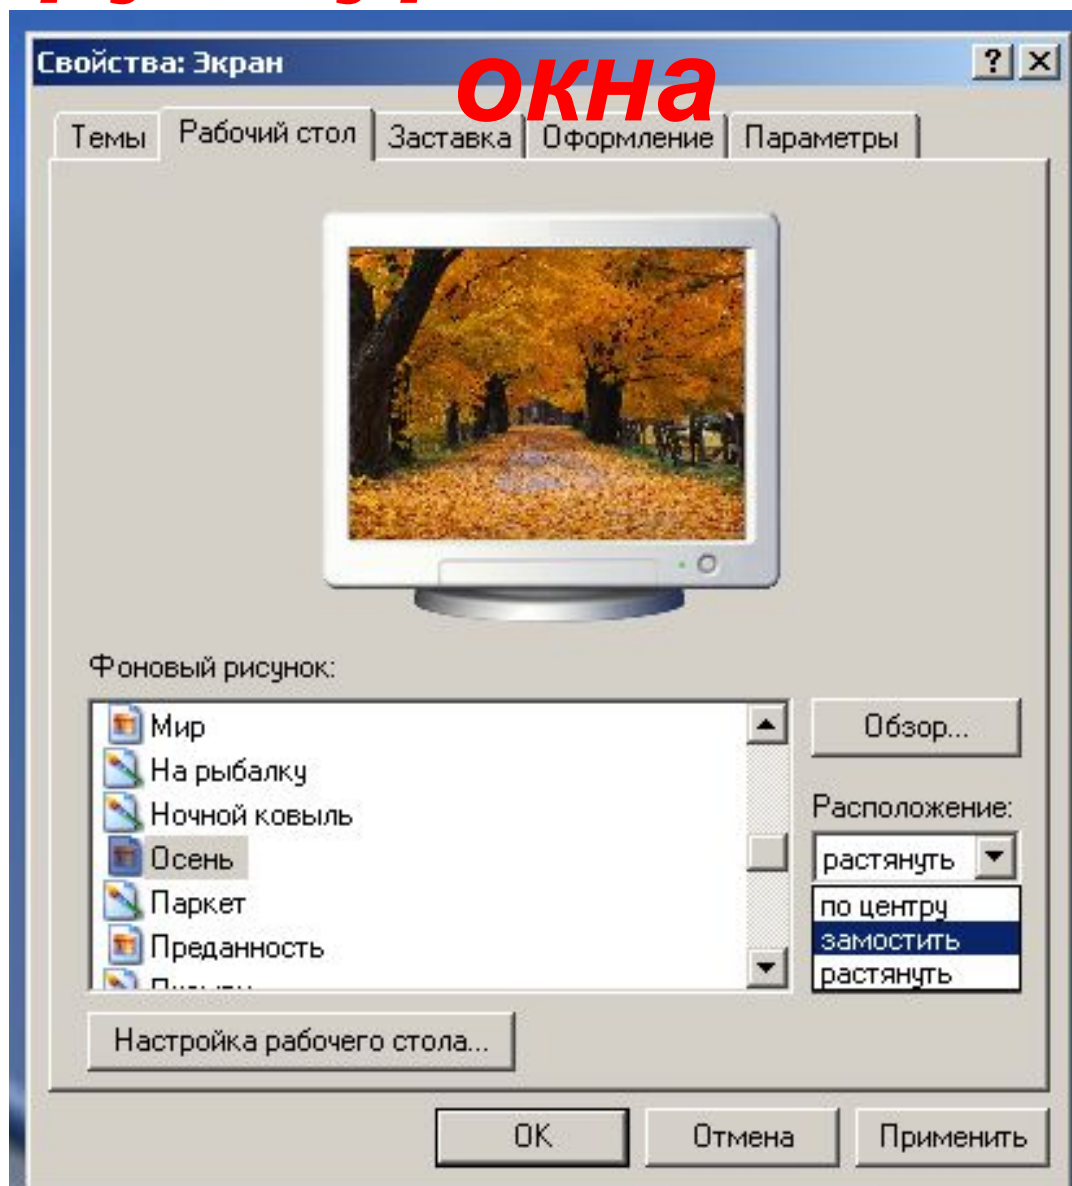 окна
Свойства: Экран
Темы Рабочий стол Заставка Оформление Параметры
Фоновый рисунок:
Мир
На рыбалку
Ночной ковыль
Осень
Паркет
Преданность
Обзор...
Расположение:
растянуть
по центру
замостить
растянуть
Настройка рабочего стола...
OK Отмена Применить